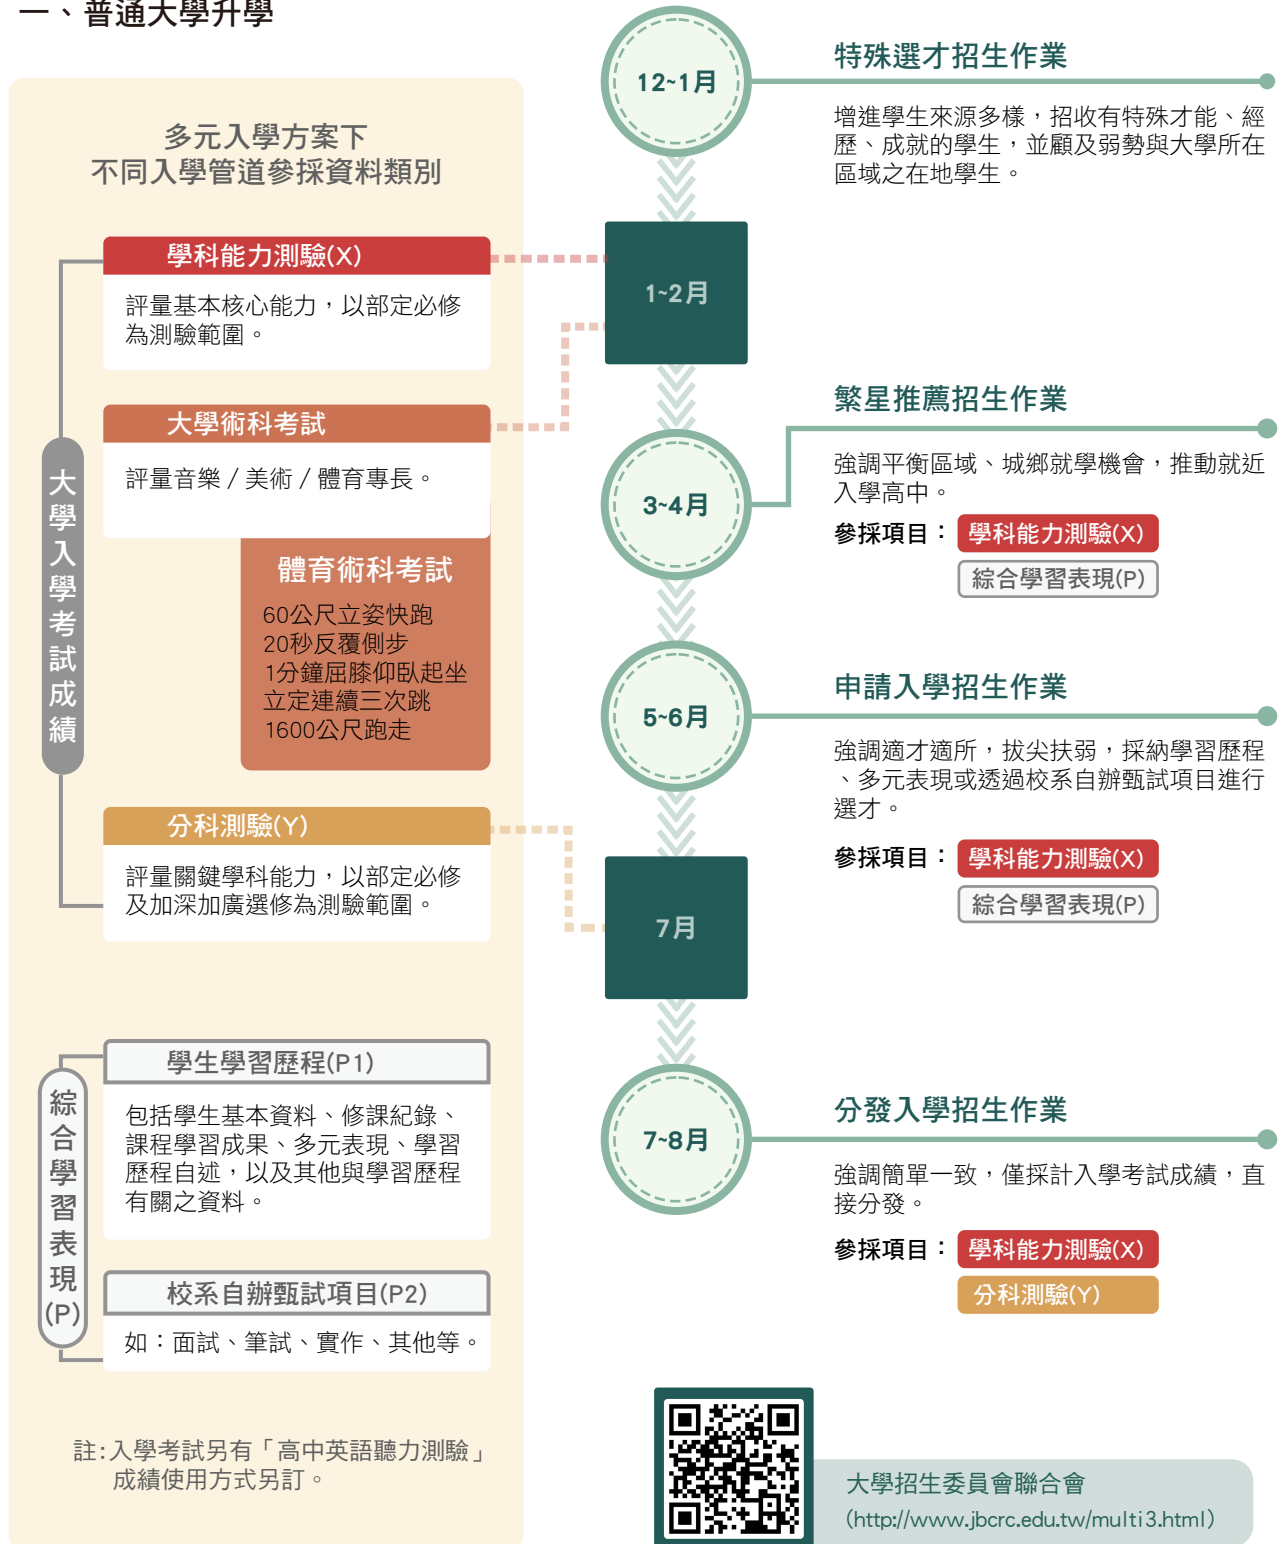 一、普通大學升學
多元入學方案下
不同入學管道參採資料類別
大學入學考試成績
學科能力測驗(X)
評量基本核心能力，以部定必修
為測驗範圍。
大學術科考試
評量音樂 / 美術 / 體育專長。
體育術科考試
60公尺立姿快跑
20秒反覆側步
1分鐘屈膝仰臥起坐
立定連續三次跳
1600公尺跑走
分科測驗(Y)
評量關鍵學科能力，以部定必修
及加深加廣選修為測驗範圍。
綜合學習表現(P)
學生學習歷程(P1)
包括學生基本資料、修課紀錄、
課程學習成果、多元表現、學習
歷程自述，以及其他與學習歷程
有關之資料。
校系自辦甄試項目(P2)
如：面試、筆試、實作、其他等。
註:入學考試另有「高中英語聽力測驗」
成績使用方式另訂。
12~1月
特殊選才招生作業
增進學生來源多樣，招收有特殊才能、經
歷、成就的學生，並顧及弱勢與大學所在
區域之在地學生。
1~2月
3~4月
繁星推薦招生作業
強調平衡區域、城鄉就學機會，推動就近
入學高中。
參採項目： 學科能力測驗(X)
綜合學習表現(P)
5~6月
申請入學招生作業
強調適才適所，拔尖扶弱，採納學習歷程
、多元表現或透過校系自辦甄試項目進行
選才。
參採項目： 學科能力測驗(X)
綜合學習表現(P)
7月
7~8月
分發入學招生作業
強調簡單一致，僅採計入學考試成績，直
接分發。
參採項目： 學科能力測驗(X)
分科測驗(Y)
大學招生委員會聯合會
(http://www.jbcrc.edu.tw/multi3.html)